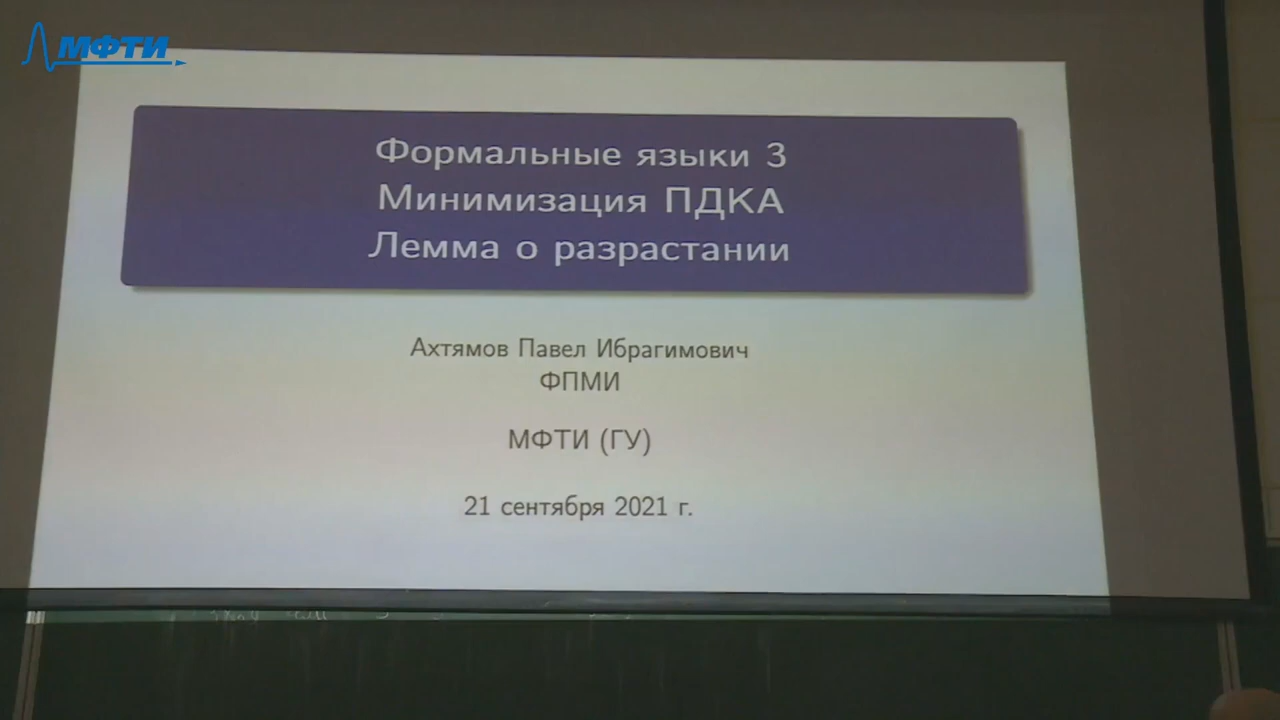 МФТИ
Формальные языки 3
Минимизация ПДКА
Лемма о разрастании
Ахтямов Павел Ибрагимович
ФПМИ
МФТИ (ГУ)
21 сентября 2021 г.